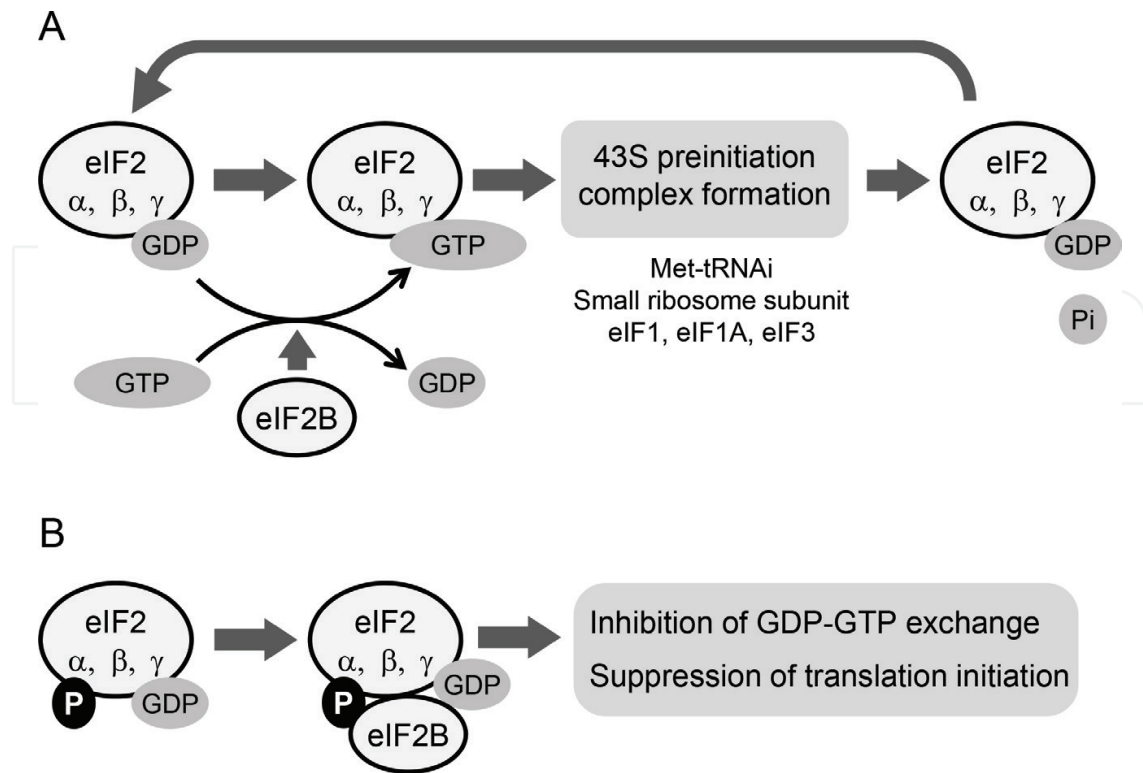 A
eIF2
α, β, γ
GDP
eIF2
α, β, γ
GTP
43S preinitiation
complex formation
Met-tRNAi
Small ribosome subunit
eIF1, eIF1A, eIF3
eIF2
α, β, γ
GDP
Pi
GTP
eIF2B
GDP
B
eIF2
α, β, γ
P
GDP
eIF2
α, β, γ
GDP
P
eIF2B
Inhibition of GDP-GTP exchange
Suppression of translation initiation